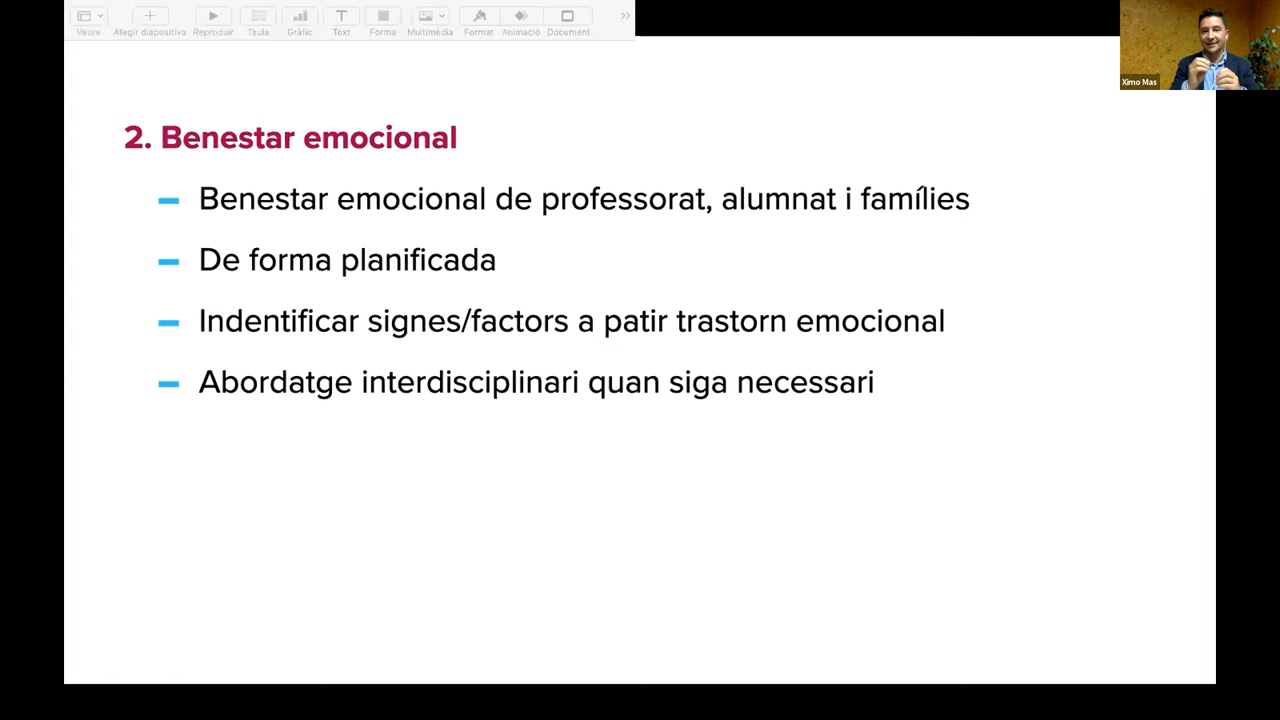 Veure Afegir diapositiva Reproduir Taula Gràfic Text Forma Multimèdia Format Animació Document
Ximo Mas
2. Benestar emocional
Benestar emocional de professorat, alumnat i famílies
De forma planificada
Indentificar signes/factors a patir trastorn emocional
Abordatge interdisciplinari quan siga necessari